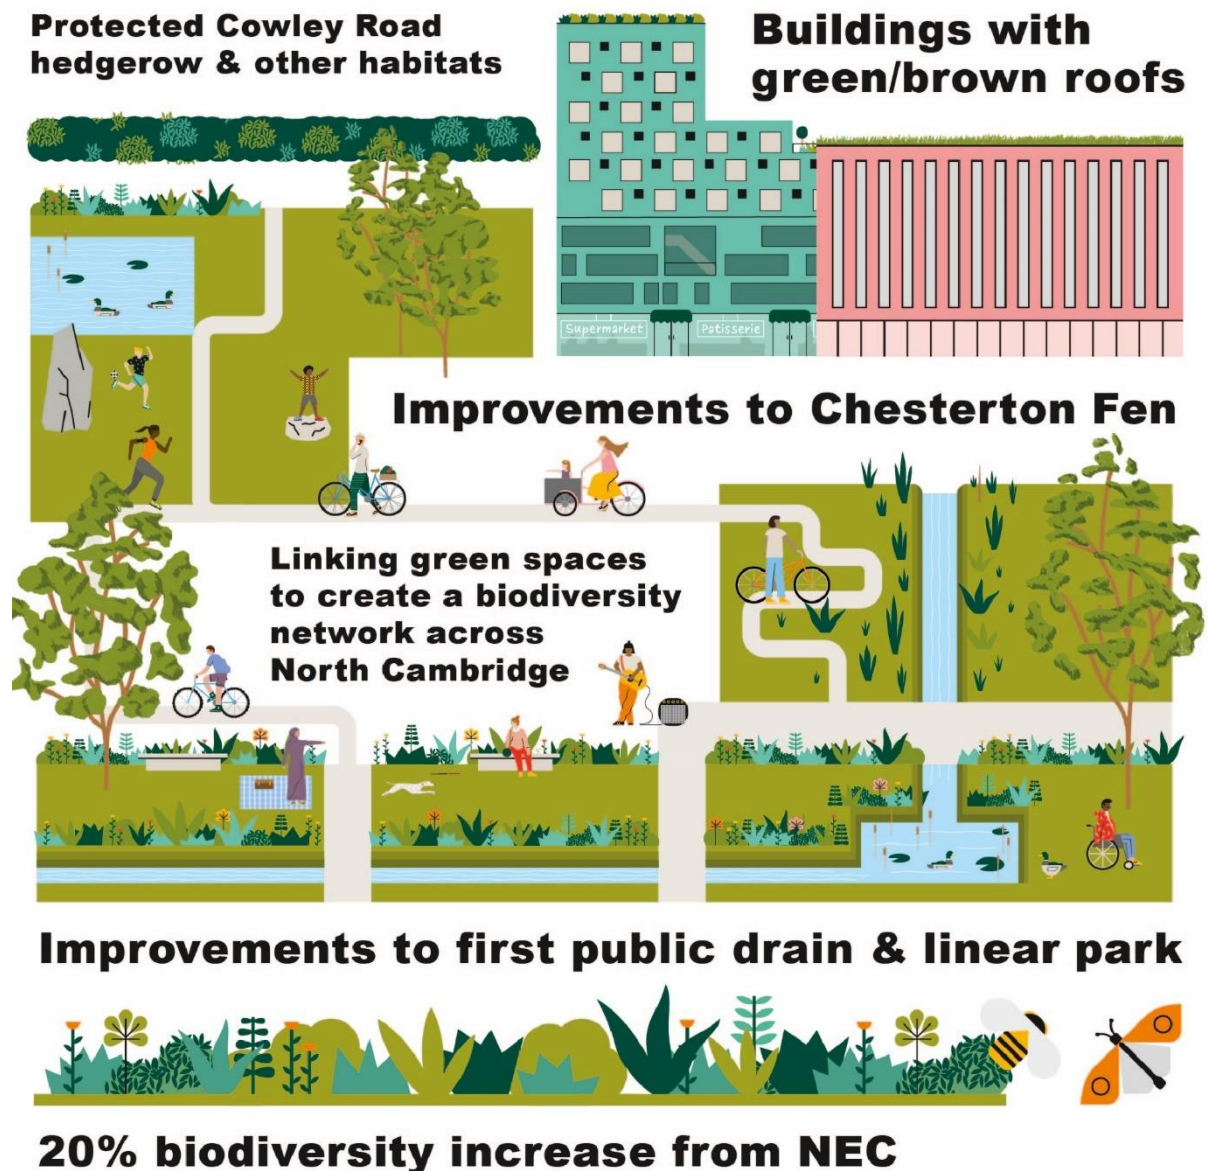 Protected Cowley Road
hedgerow & other habitats
Buildings with
green/brown roofs
Supermarket
Patisserie
Improvements to Chesterton Fen
Linking green spaces
to create a biodiversity
network across
North Cambridge
Improvements to first public drain & linear park
20% biodiversity increase from NEC